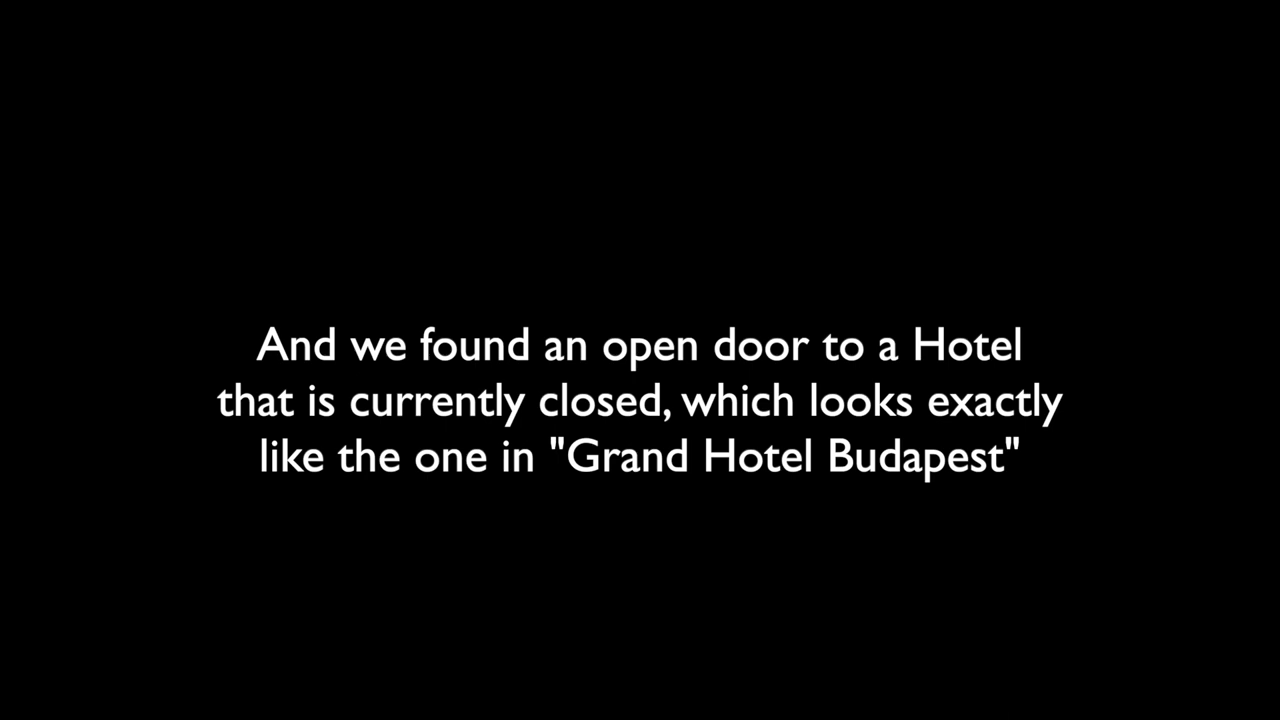 And we found an open door to a Hotel
that is currently closed, which looks exactly
like the one in "Grand Hotel Budapest"